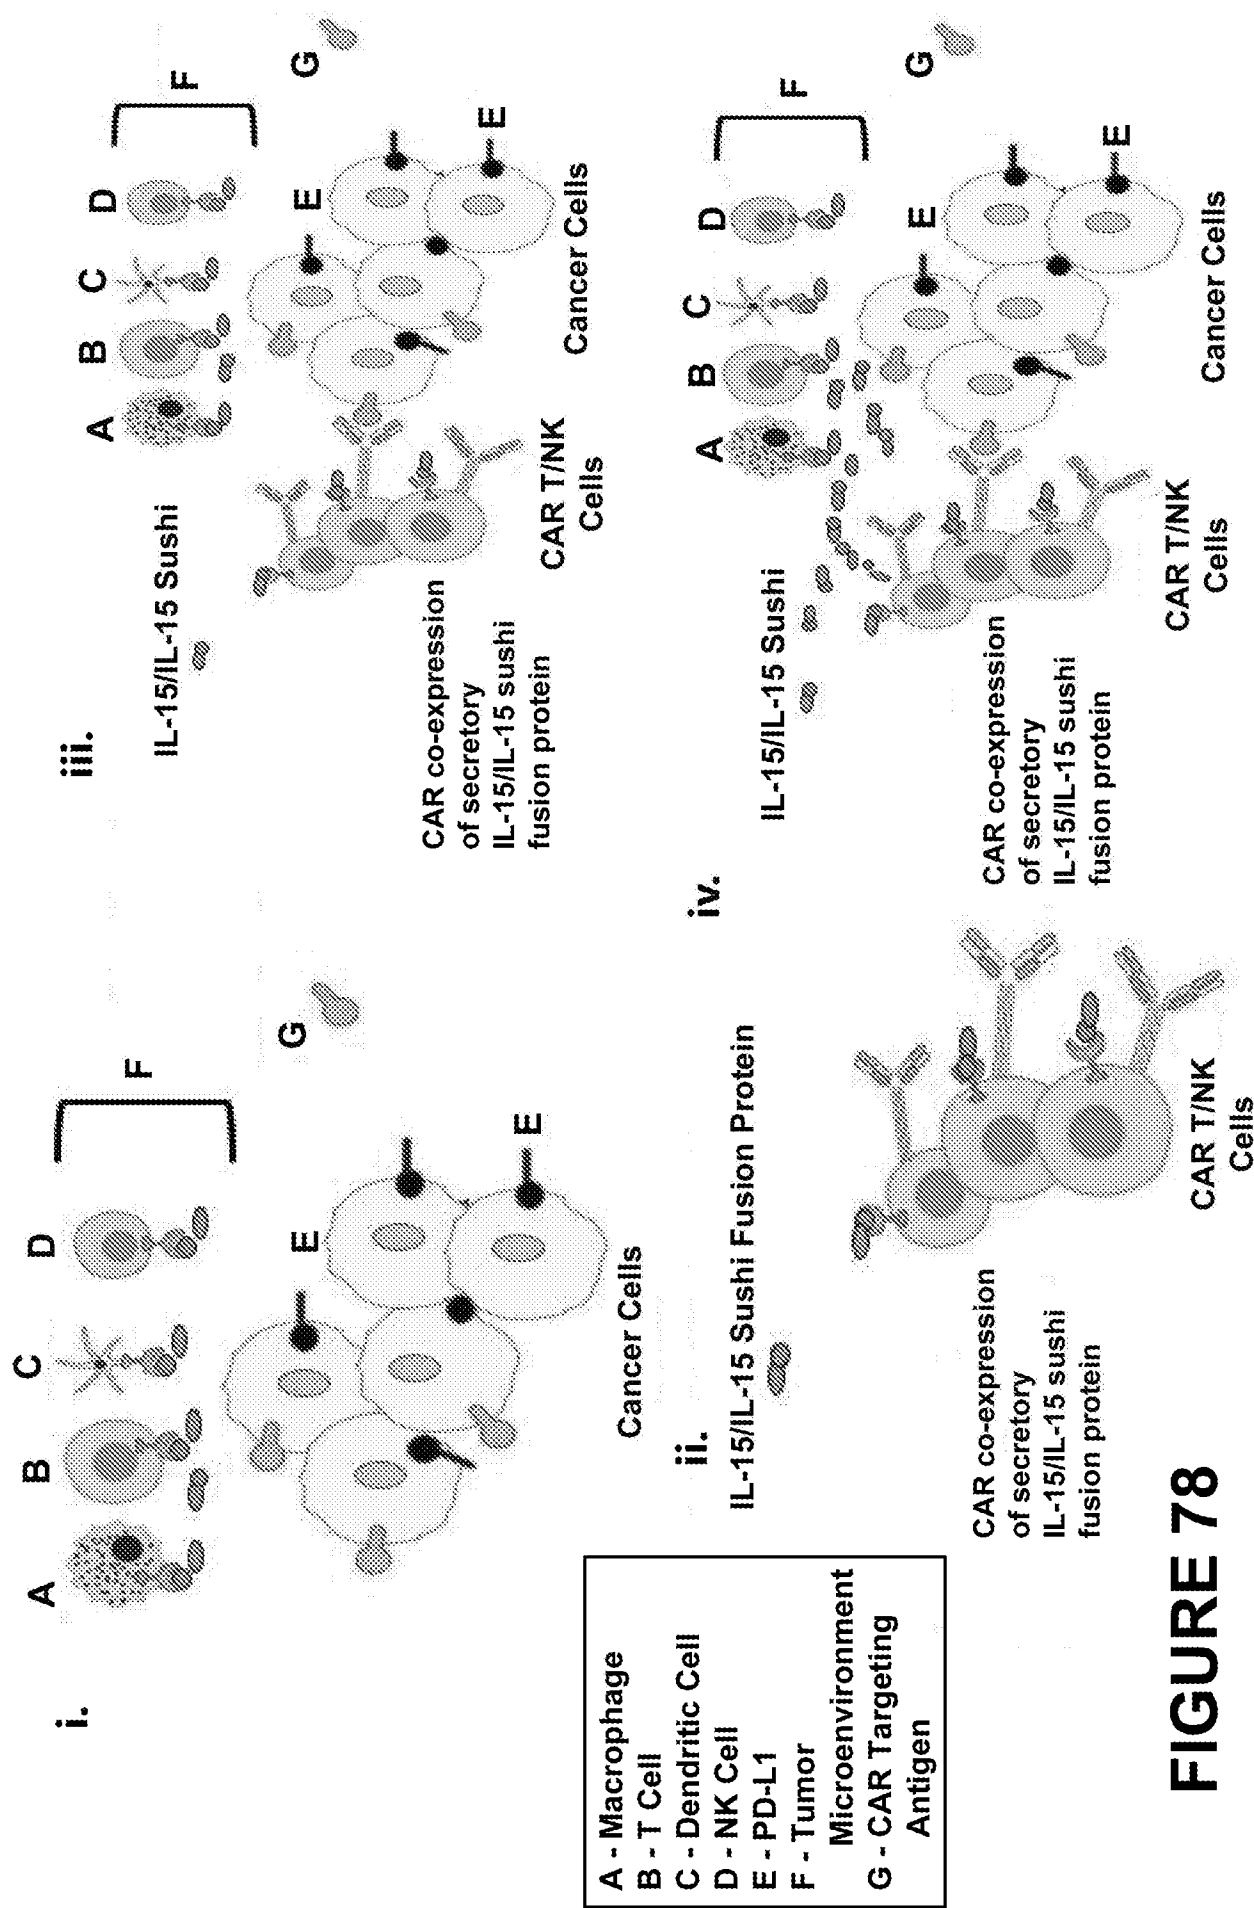 i.
A
B
C
D
F
G
E
E
Cancer Cells
A - Macrophage
B - T Cell
C - Dendritic Cell
D - NK Cell
E - PD-L1
F - Tumor
Microenvironment
G - CAR Targeting
Antigen
ii.
IL-15/IL-15 Sushi Fusion Protein
CAR co-expression
of secretory
IL-15/IL-15 sushi
fusion protein
CAR T/NK
Cells
iii.
IL-15/IL-15 Sushi
A
B
C
D
F
G
E
E
CAR co-expression
of secretory
IL-15/IL-15 sushi
fusion protein
CAR T/NK
Cells
Cancer Cells
iv.
IL-15/IL-15 Sushi
A
B
C
D
F
G
E
E
CAR co-expression
of secretory
IL-15/IL-15 sushi
fusion protein
CAR T/NK
Cells
Cancer Cells
FIGURE 78